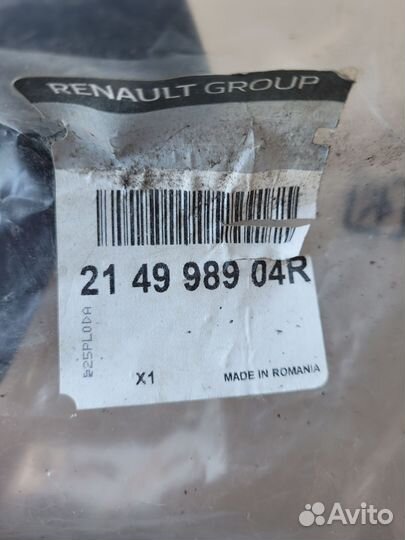 RENAULT GROUP
21 49 989 04R
X1
MADE IN ROMANIA
Avito